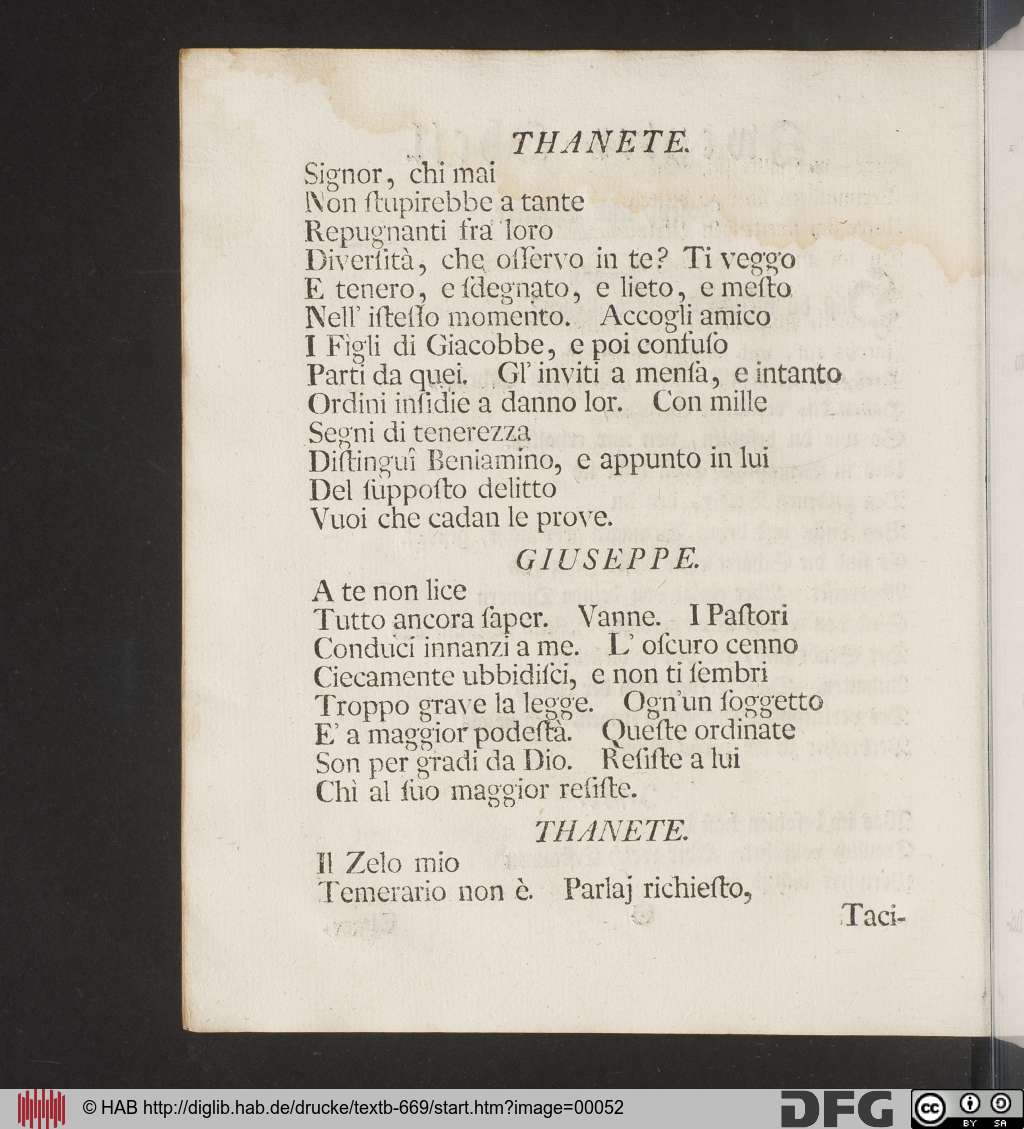 THANETE.
Signor, chi mai
Non ſtupirebbe a tante
Repugnanti fra loro
Diverſità, che oſſervo in te? Ti veggo
E tenero, e ſdegnato, e lieto, e meſto
Nell' iſteſſo momento. Accogli amico
I Figli di Giacobbe, e poi confuſo
Parti da quei. Gl' inviti a menſa, e intanto
Ordini inſidie a danno lor. Con mille
Segni di tenerezza
Diſtinguî Beniamino, e appunto in lui
Del ſuppoſto delitto
Vuoi che cadan le prove.
GIUSEPPE.
A te non lice
Tutto ancora ſaper. Vanne. I Paſtori
Conduci innanzi a me. L' oſcuro cenno
Ciecamente ubbidiſci, e non ti ſembri
Troppo grave la legge. Ogn'un ſoggetto
E' a maggior podeſtà. Queſte ordinate
Son per gradi da Dio. Reſiſte a lui
Chì al ſuo maggior reſiſte.
THANETE.
Il Zelo mio
Temerario non è. Parlaj richieſto,
Taci-
© HAB http://diglib.hab.de/drucke/textb-669/start.htm?image=00052
DFG
cc
BY SA